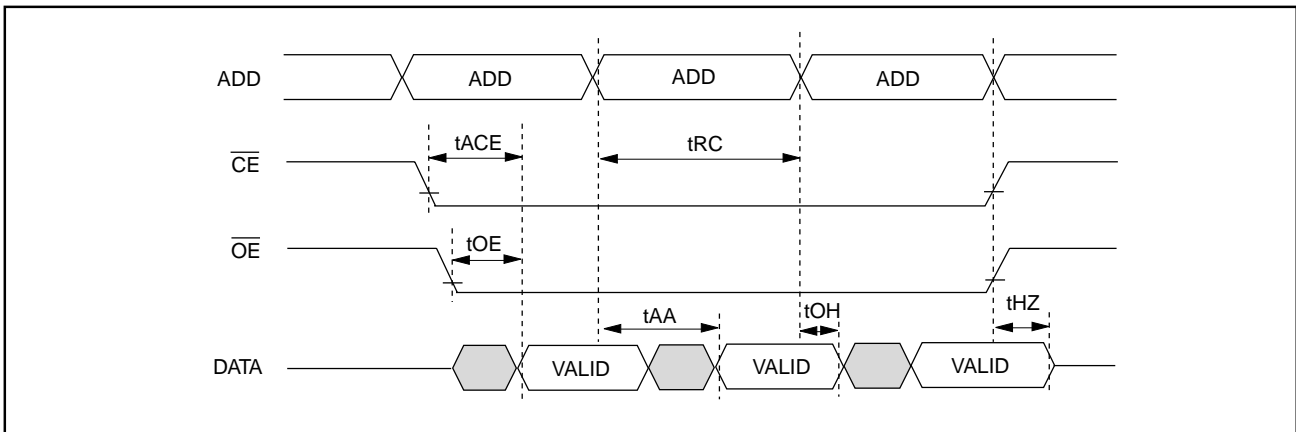 ADD ADD ADD ADD
tACE tRC
CE
tOE
OE
tAA tOH tHZ
DATA VALID VALID VALID